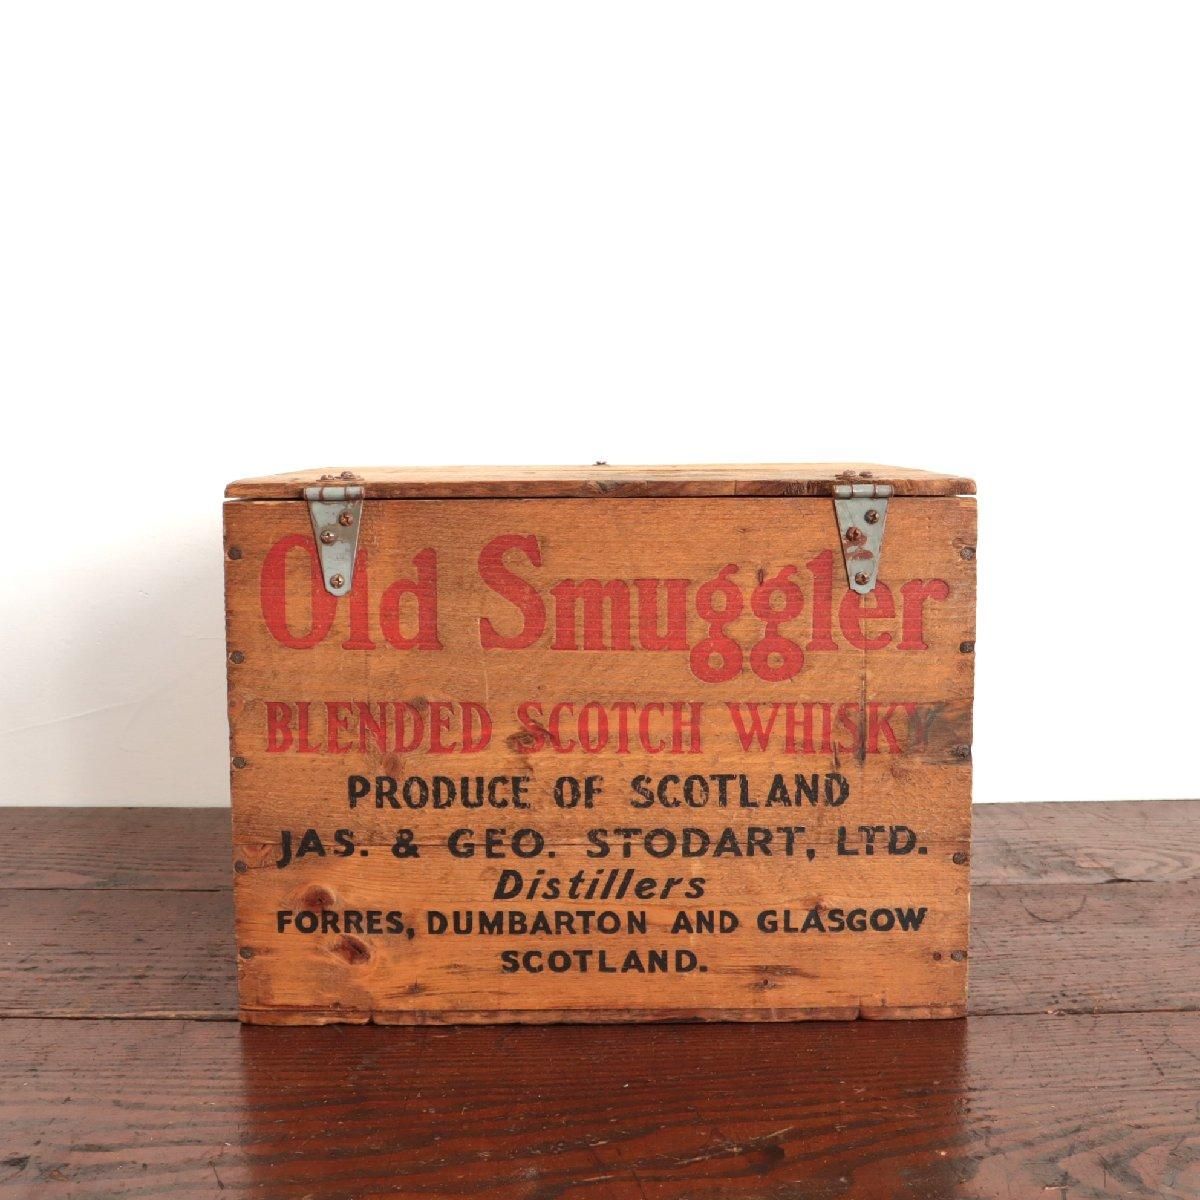 Old Smuggler
BLENDED SCOTCH WHISKY
PRODUCE OF SCOTLAND
JAS. & GEO. STODART, LTD.
Distillers
FORRES, DUMBARTON AND GLASGOW
SCOTLAND.